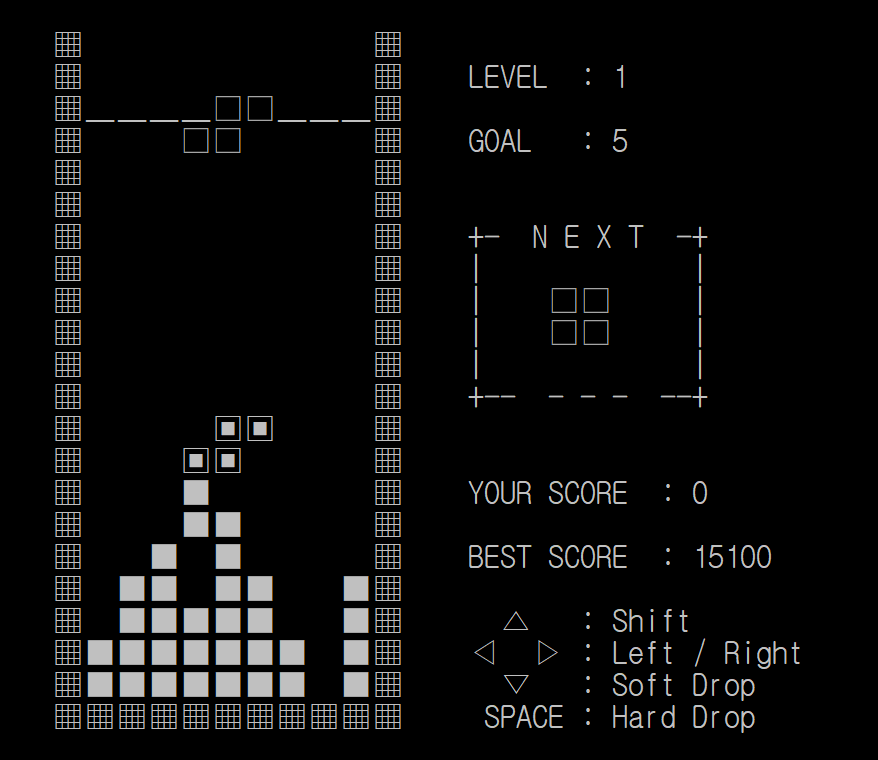 LEVEL : 1
GOAL : 5
N E X T
YOUR SCORE : 0
BEST SCORE : 15100
△ : Shift
◁ ▷ : Left / Right
▽ : Soft Drop
SPACE : Hard Drop